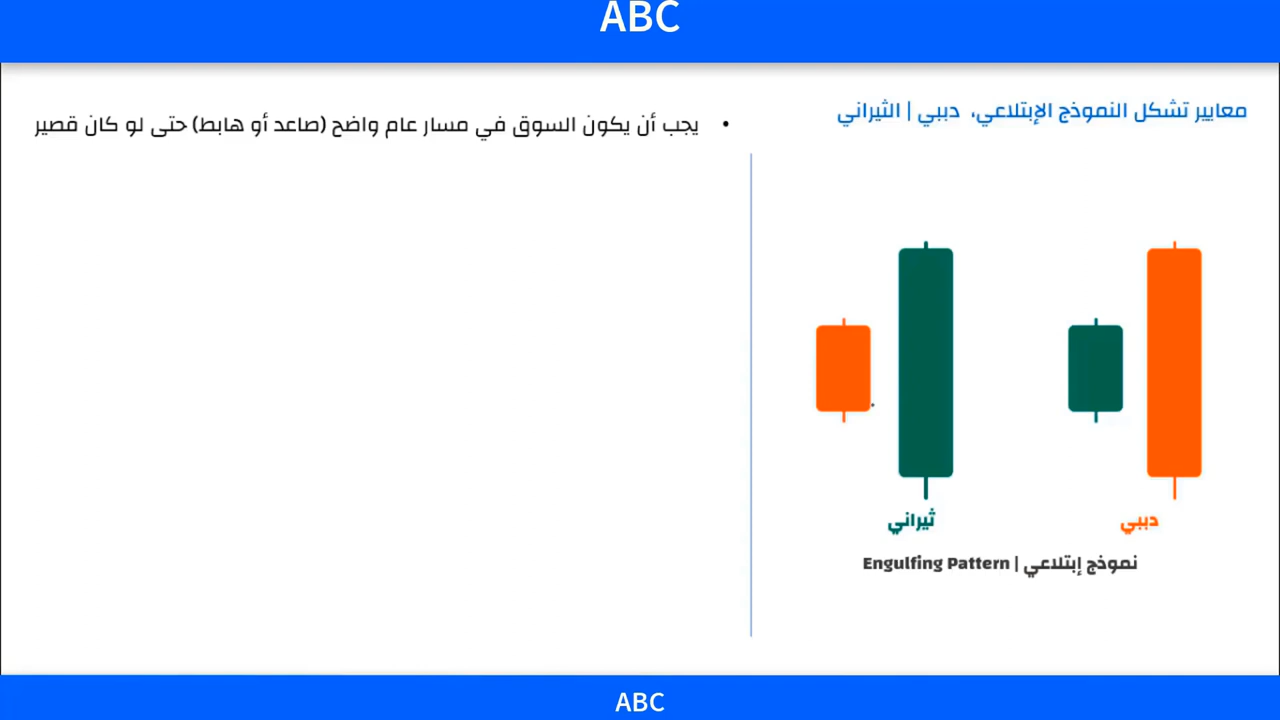 ABC
معايير تشكل النموذج الإبتلاعي، دببي | الثيراني
• يجب أن يكون السوق في مسار عام واضح (صاعد أو هابط) حتى لو كان قصير
دببي
ثيراني
نموذج إبتلاعي | Engulfing Pattern
ABC